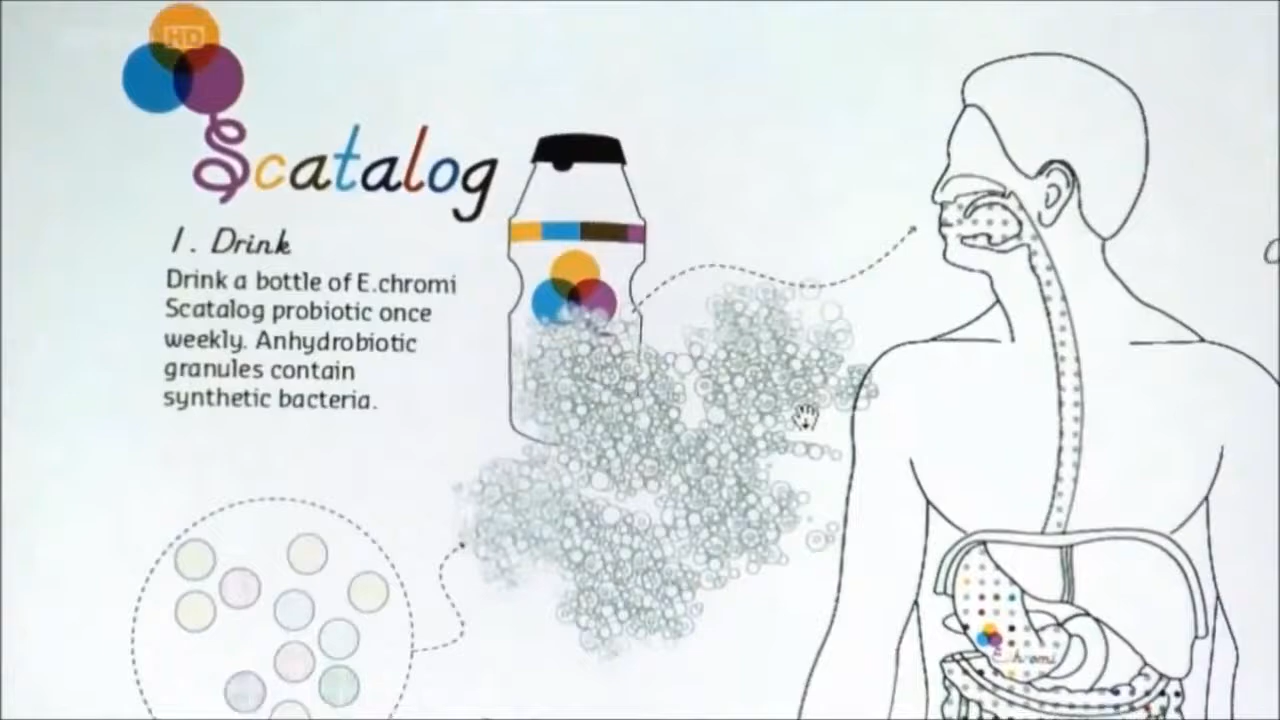 HD
Scatalog
1. Drink
Drink a bottle of E.chromi
Scatalog probiotic once
weekly. Anhydrobiotic
granules contain
synthetic bacteria.
E.chromi